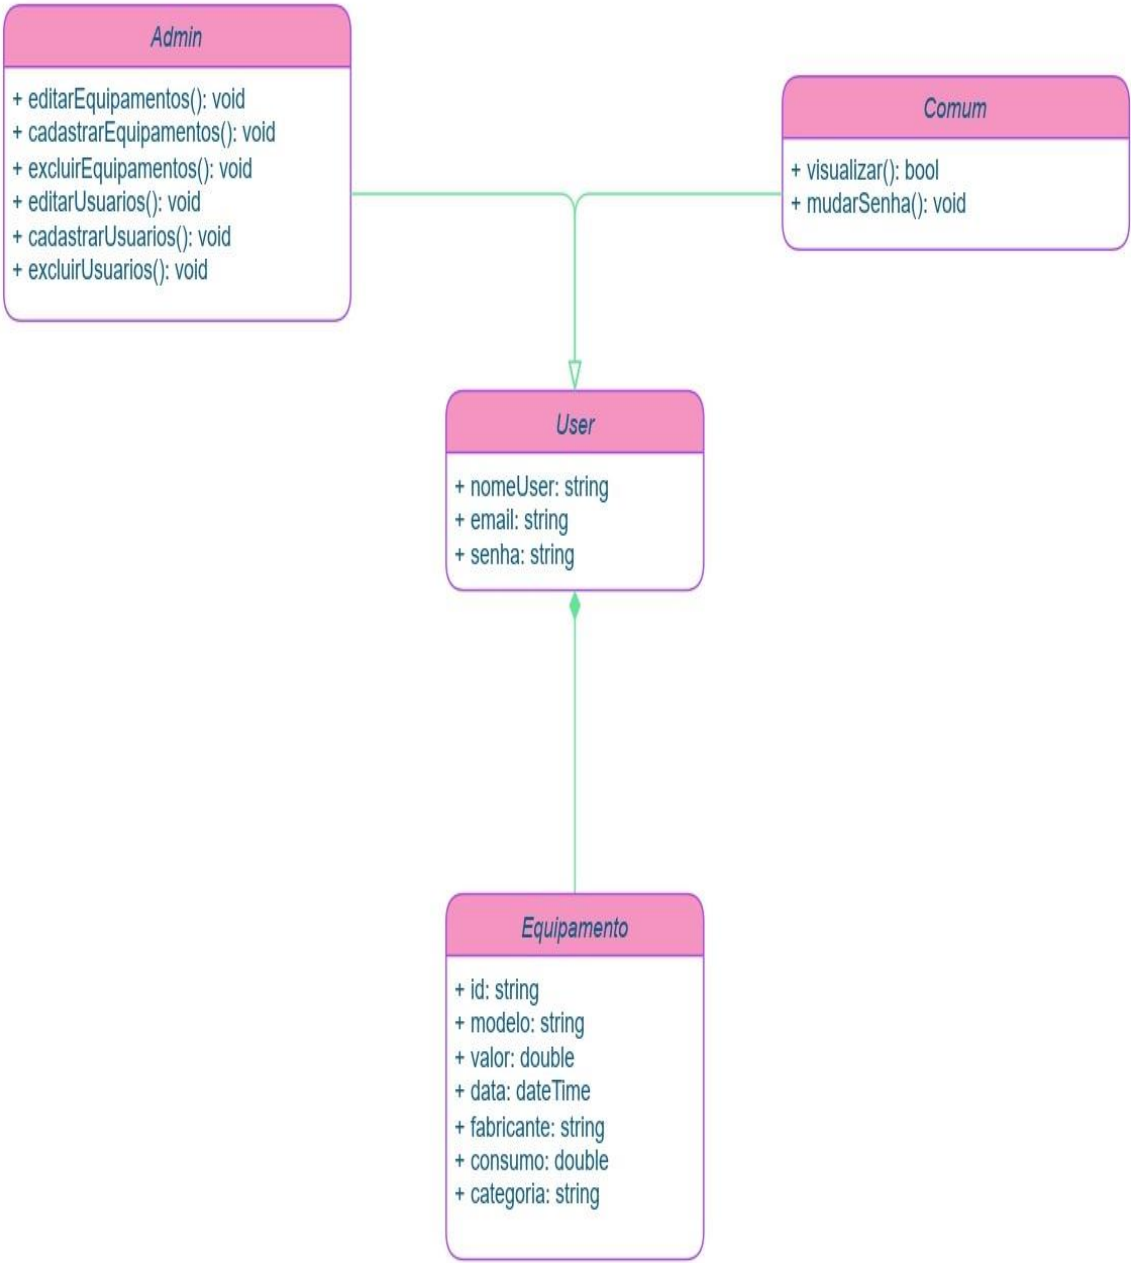 Admin
+ editarEquipamentos(): void
+ cadastrarEquipamentos(): void
+ excluirEquipamentos(): void
+ editarUsuarios(): void
+ cadastrarUsuarios(): void
+ excluirUsuarios(): void
Comum
+ visualizar(): bool
+ mudarSenha(): void
User
+ nomeUser: string
+ email: string
+ senha: string
Equipamento
+ id: string
+ modelo: string
+ valor: double
+ data: dateTime
+ fabricante: string
+ consumo: double
+ categoria: string